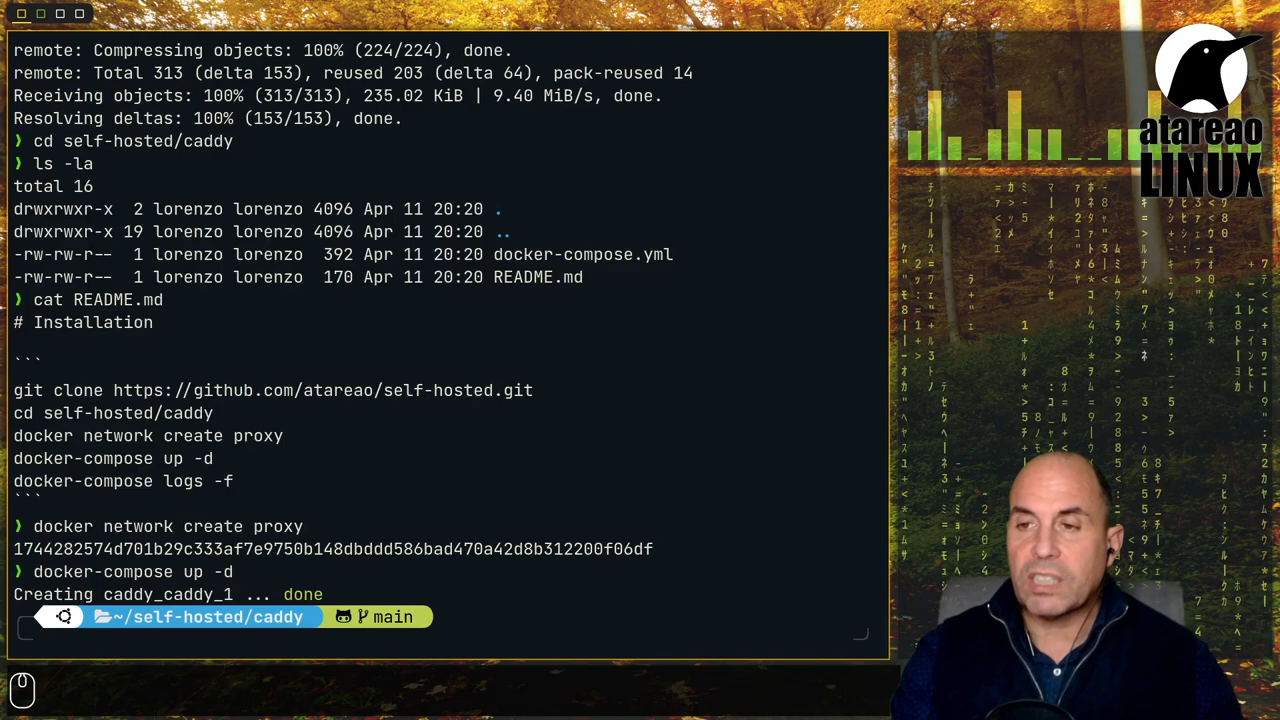 remote: Compressing objects: 100% (224/224), done.
remote: Total 313 (delta 153), reused 203 (delta 64), pack-reused 14
Receiving objects: 100% (313/313), 235.02 KiB | 9.40 MiB/s, done.
Resolving deltas: 100% (153/153), done.
❯ cd self-hosted/caddy
❯ ls -la
total 16
drwxrwxr-x  2 lorenzo lorenzo 4096 Apr 11 20:20 .
drwxrwxr-x 19 lorenzo lorenzo 4096 Apr 11 20:20 ..
-rw-rw-r--  1 lorenzo lorenzo  392 Apr 11 20:20 docker-compose.yml
-rw-rw-r--  1 lorenzo lorenzo  170 Apr 11 20:20 README.md
❯ cat README.md
# Installation
```
git clone https://github.com/atareao/self-hosted.git
cd self-hosted/caddy
docker network create proxy
docker-compose up -d
docker-compose logs -f
```
❯ docker network create proxy
1744282574d701b29c333af7e9750b148dbddd586bad470a42d8b312200f06df
❯ docker-compose up -d
Creating caddy_caddy_1 ... done
~/self-hosted/caddy main
atareao
LINUX